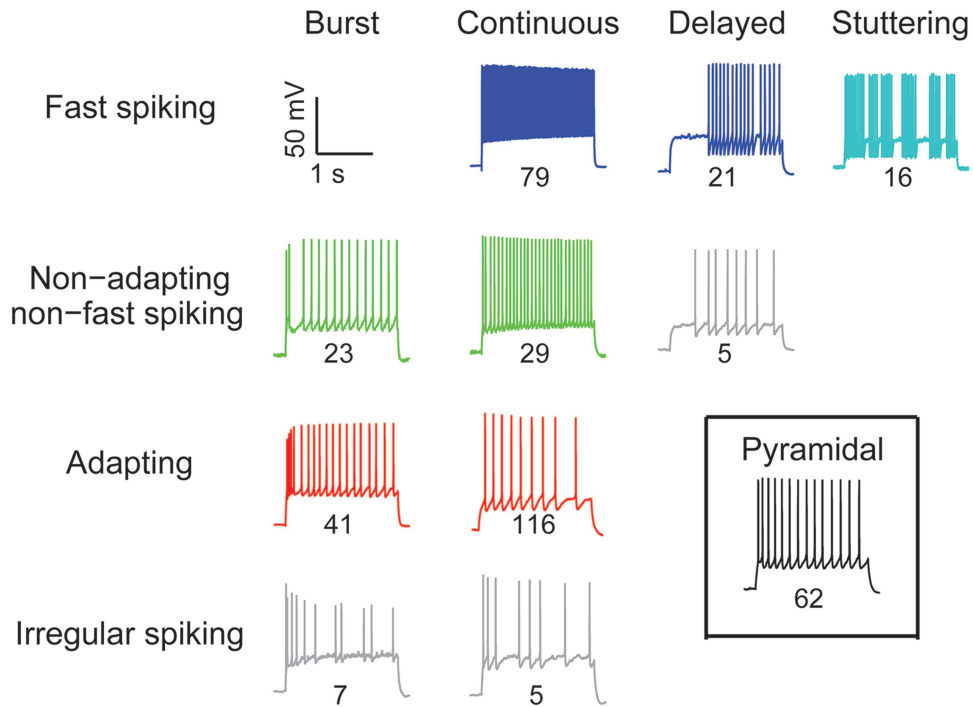 Burst Continuous Delayed Stuttering
Fast spiking
50 mV
1 s
79 21 16
Non−adapting
non−fast spiking
23 29 5
Adapting
41 116
Pyramidal
62
Irregular spiking
7 5